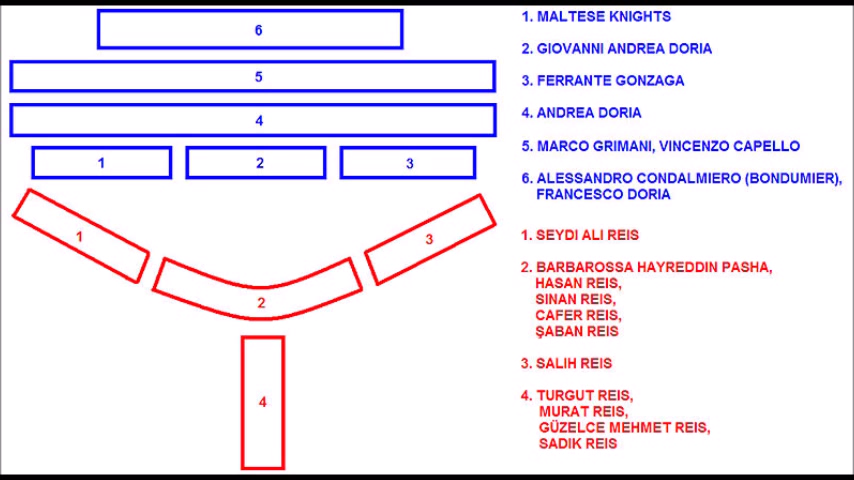 6
5
4
1 2 3
1 3
2
4
1. MALTESE KNIGHTS
2. GIOVANNI ANDREA DORIA
3. FERRANTE GONZAGA
4. ANDREA DORIA
5. MARCO GRIMANI, VINCENZO CAPELLO
6. ALESSANDRO CONDALMIERO (BONDUMIER),
FRANCESCO DORIA
1. SEYDI ALI REIS
2. BARBAROSSA HAYREDDIN PASHA,
HASAN REIS,
SINAN REIS,
CAFER REIS,
ŞABAN REIS
3. SALIH REIS
4. TURGUT REIS,
MURAT REIS,
GÜZELCE MEHMET REIS,
SADIK REIS